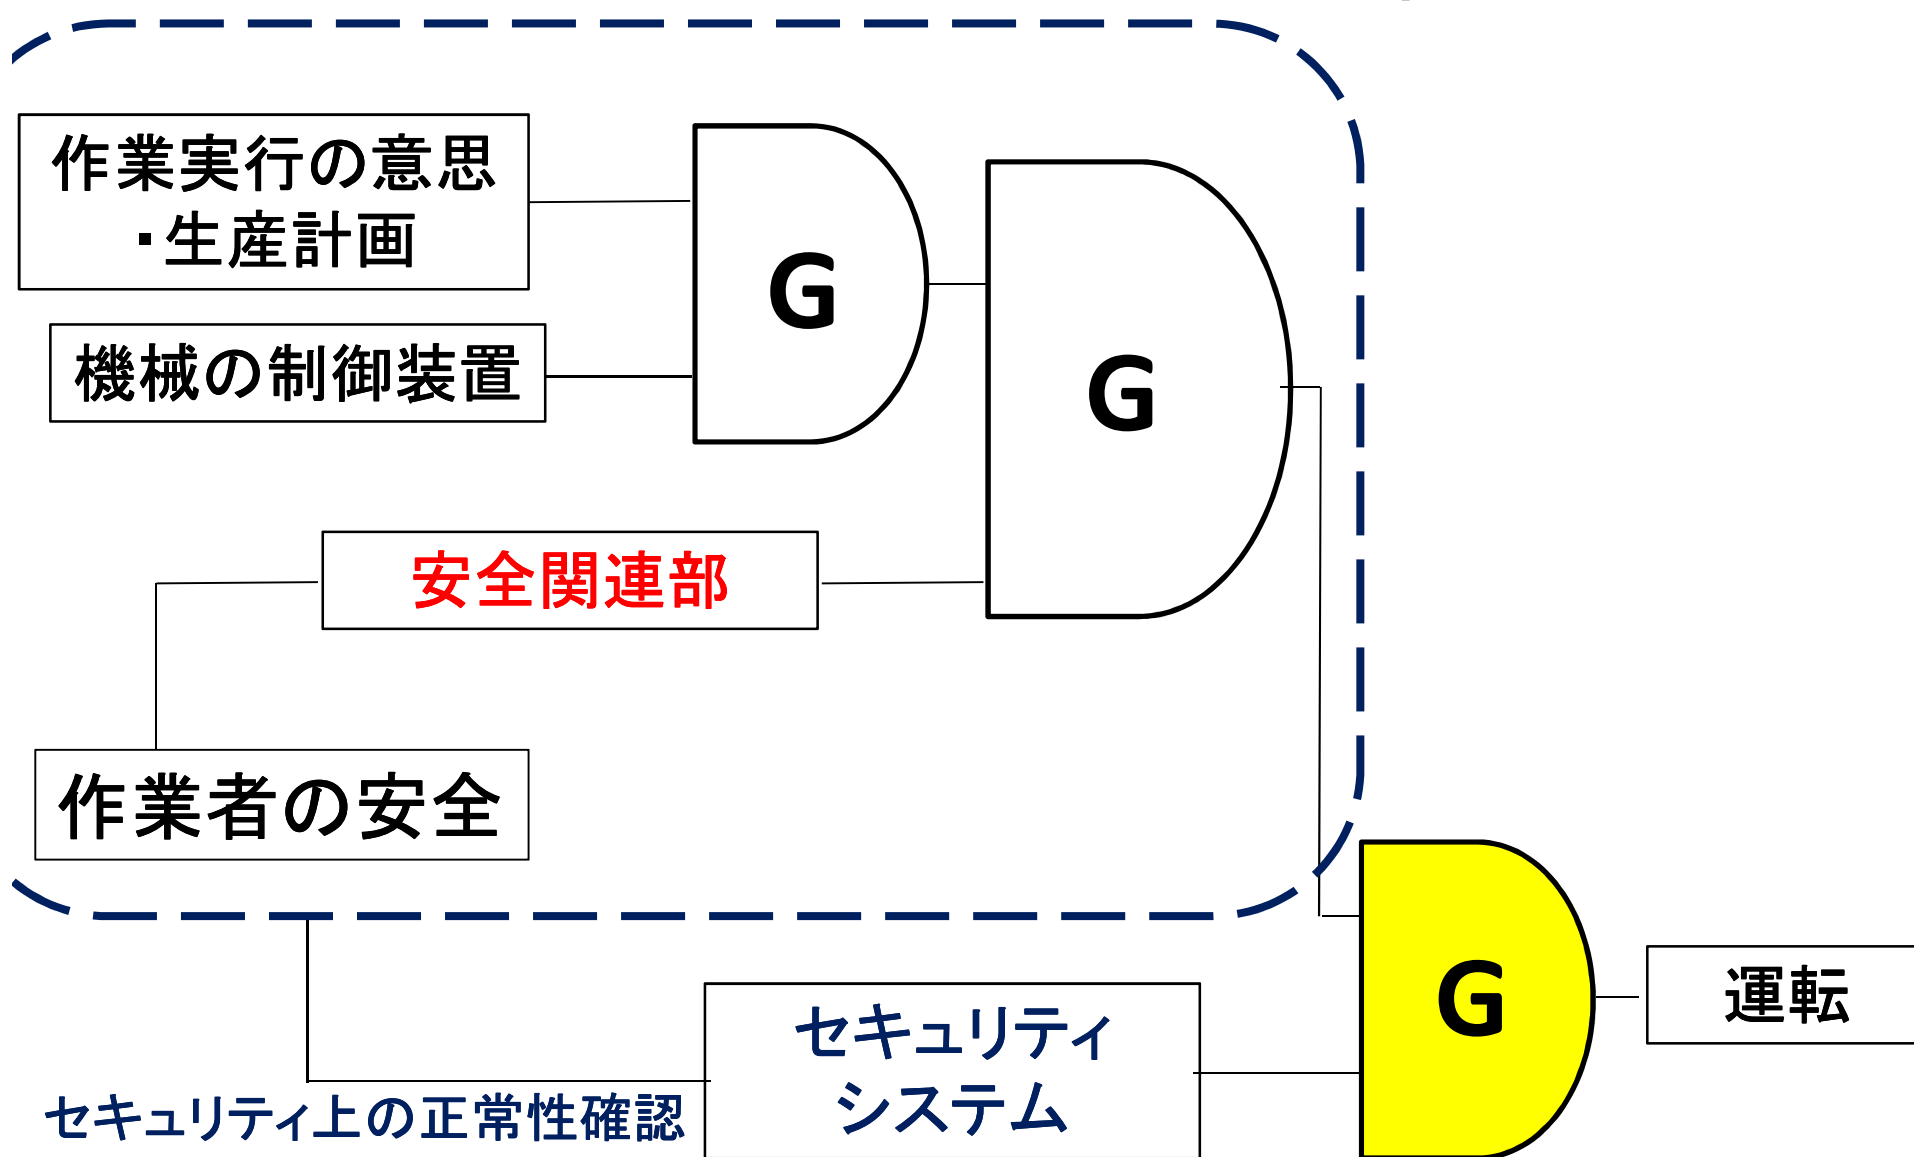 作業実行の意思
・生産計画
G
機械の制御装置
G
安全関連部
作業者の安全
G
運転
セキュリティ
システム
セキュリティ上の正常性確認